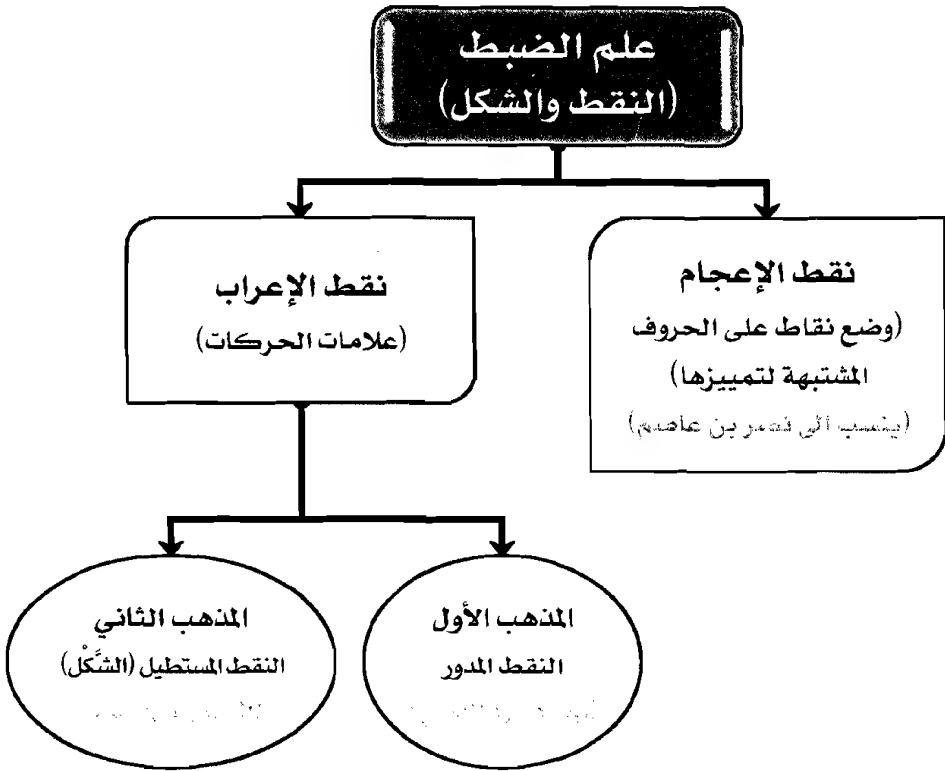 علم الضبط
(النقط والشكل)
نقط الإعجام
(وضع نقاط على الحروف
المشتبهة لتمييزها)
(ينسب الى نصر بن عاصم)
نقط الإعراب
(علامات الحركات)
المذهب الأول
النقط المدور
المذهب الثاني
النقط المستطيل (الشَّكْل)